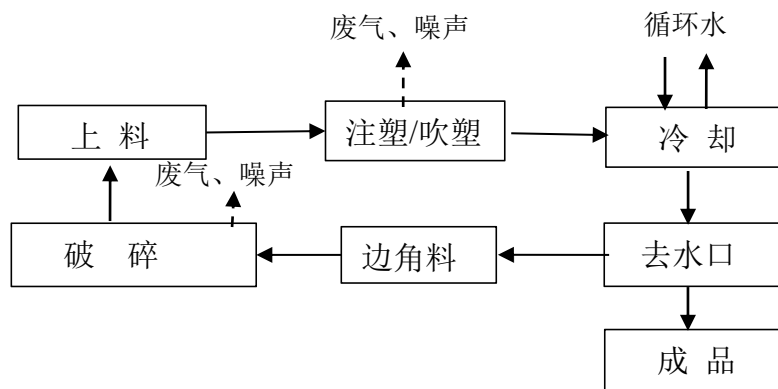 废气、噪声
循环水
上 料
注塑/吹塑
冷 却
废气、噪声
破 碎
边角料
去水口
成 品